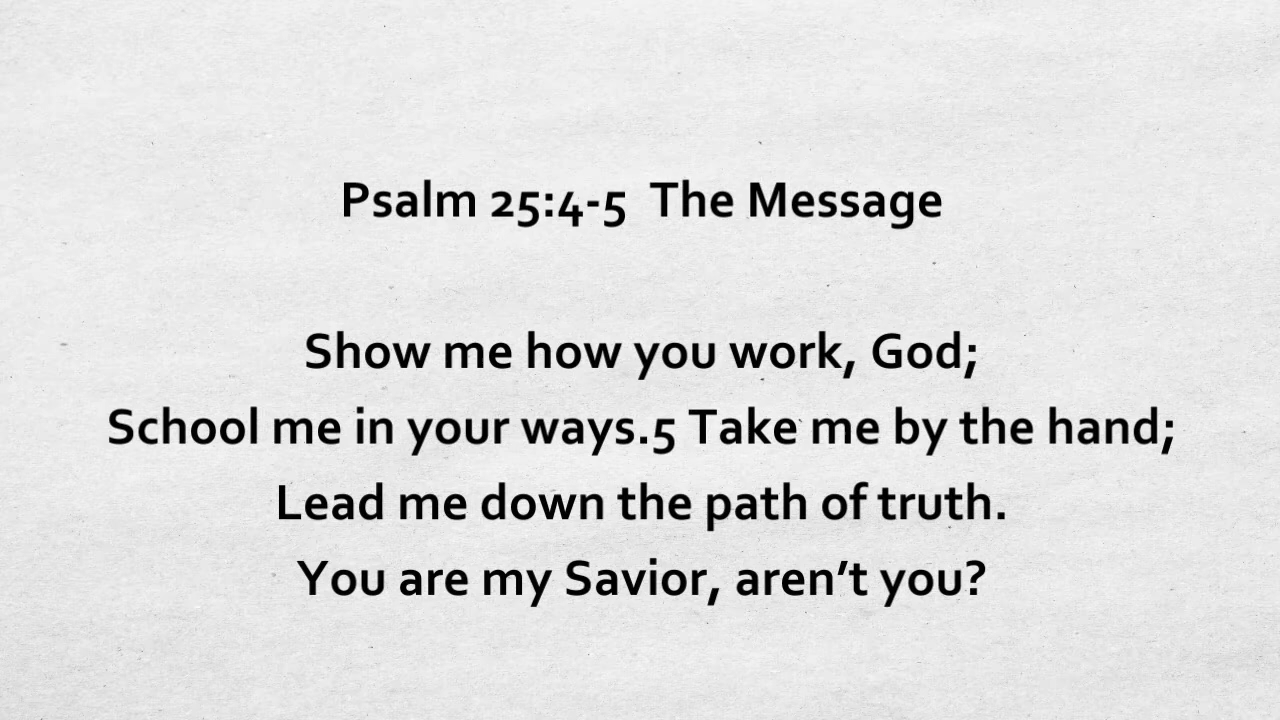 Psalm 25:4-5  The Message
Show me how you work, God;
School me in your ways.5 Take me by the hand;
Lead me down the path of truth.
You are my Savior, aren’t you?